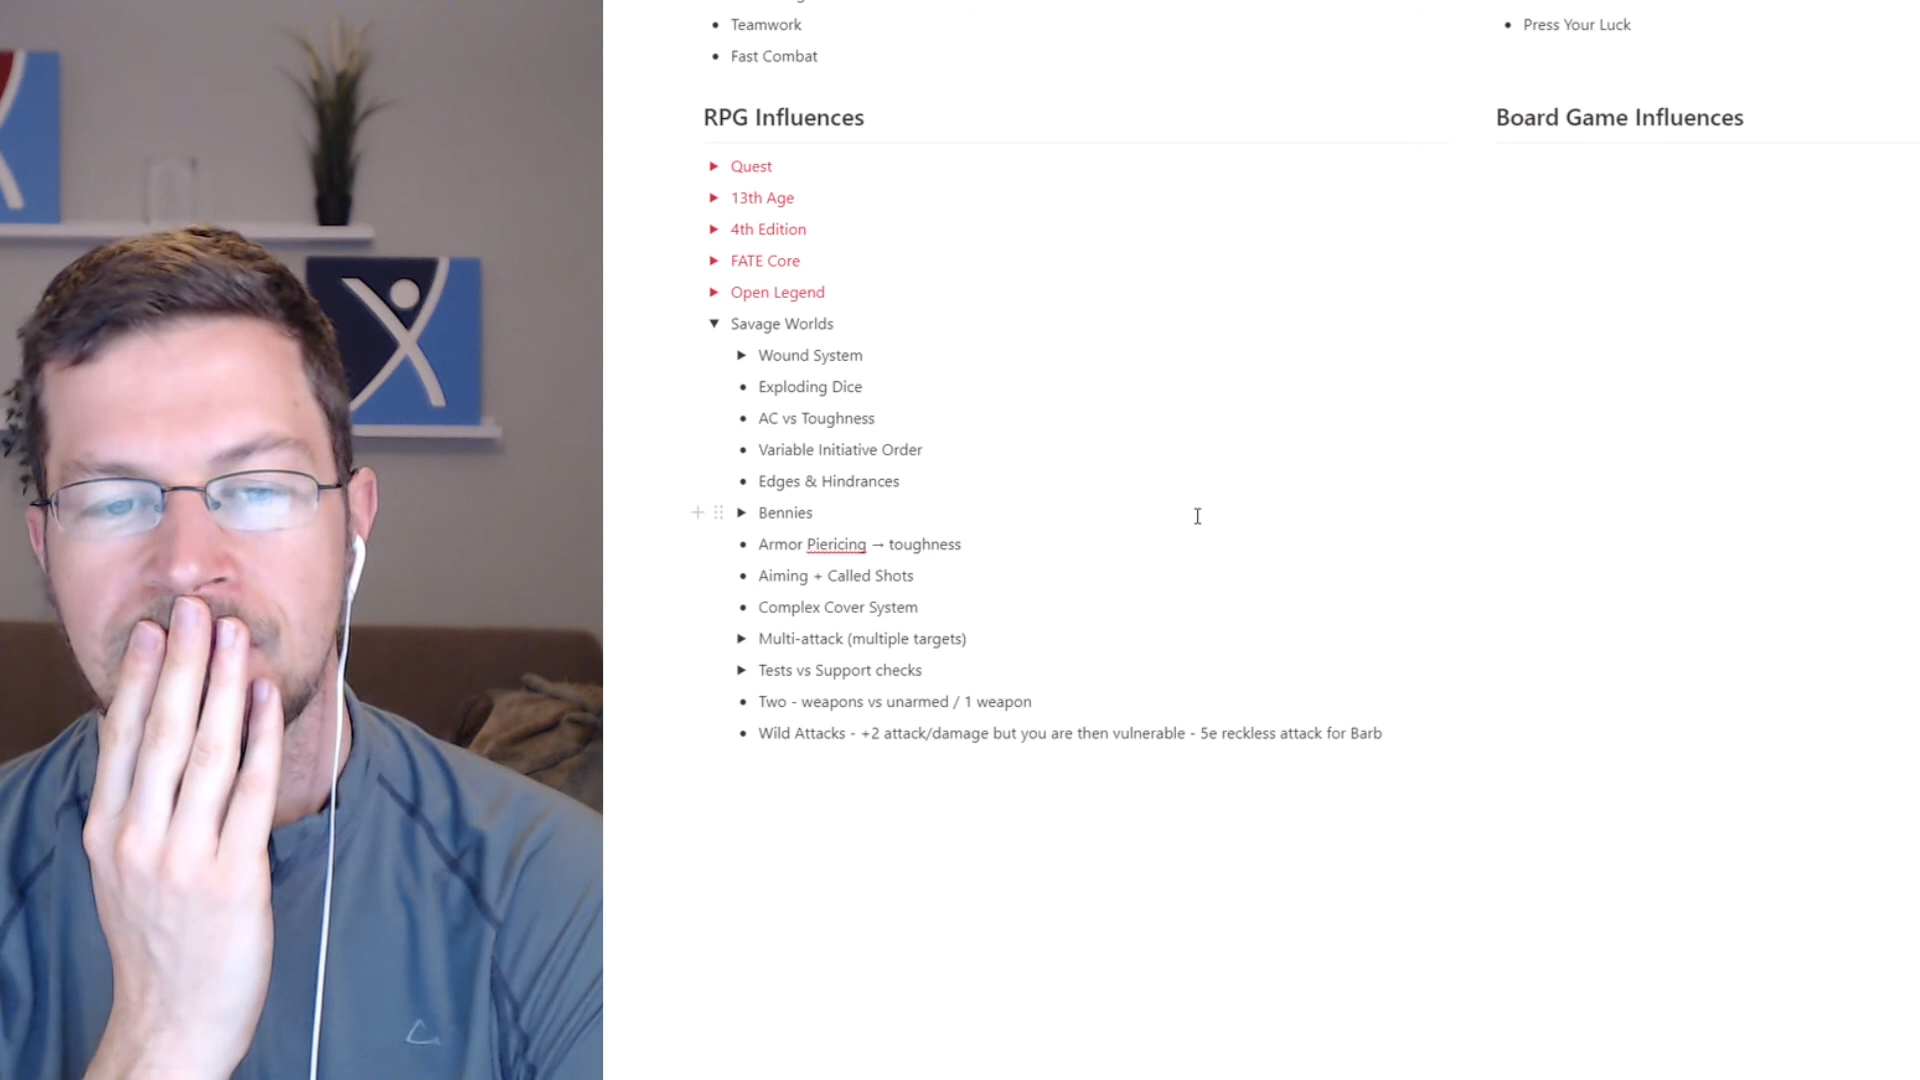 Teamwork
Fast Combat
Press Your Luck
RPG Influences
Quest
13th Age
4th Edition
FATE Core
Open Legend
Savage Worlds
Wound System
Exploding Dice
AC vs Toughness
Variable Initiative Order
Edges & Hindrances
Bennies
Armor Piericing → toughness
Aiming + Called Shots
Complex Cover System
Multi-attack (multiple targets)
Tests vs Support checks
Two - weapons vs unarmed / 1 weapon
Wild Attacks - +2 attack/damage but you are then vulnerable - 5e reckless attack for Barb
Board Game Influences